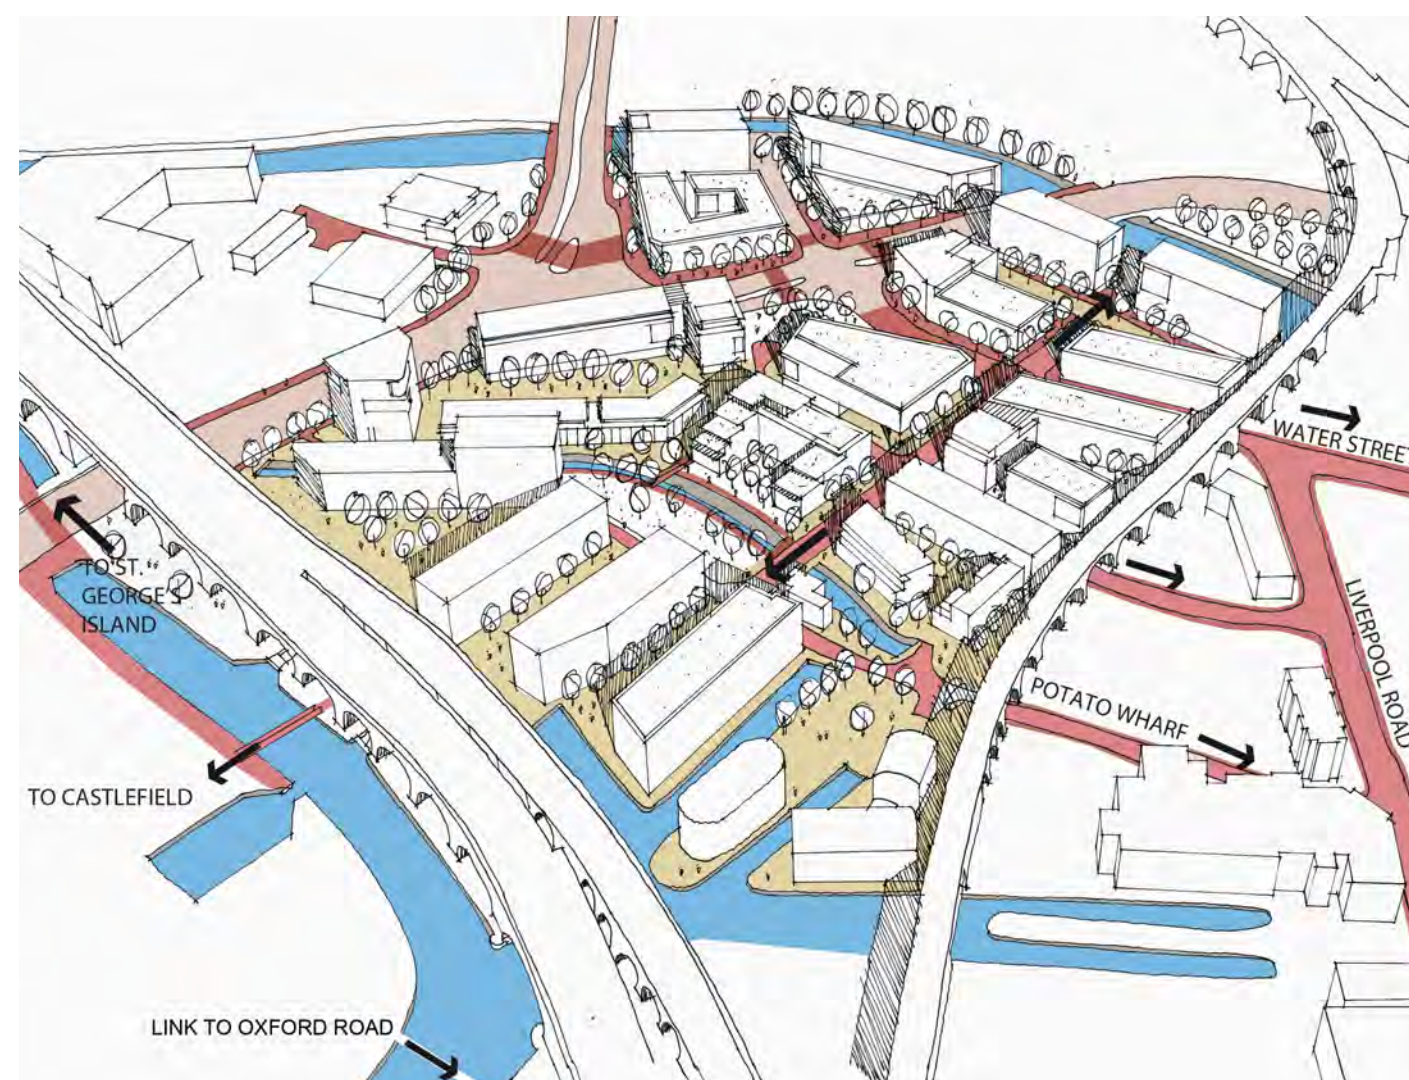 WATER STREET
TO ST.
GEORGE'S
ISLAND
LIVERPOOL ROAD
POTATO WHARF
TO CASTLEFIELD
LINK TO OXFORD ROAD